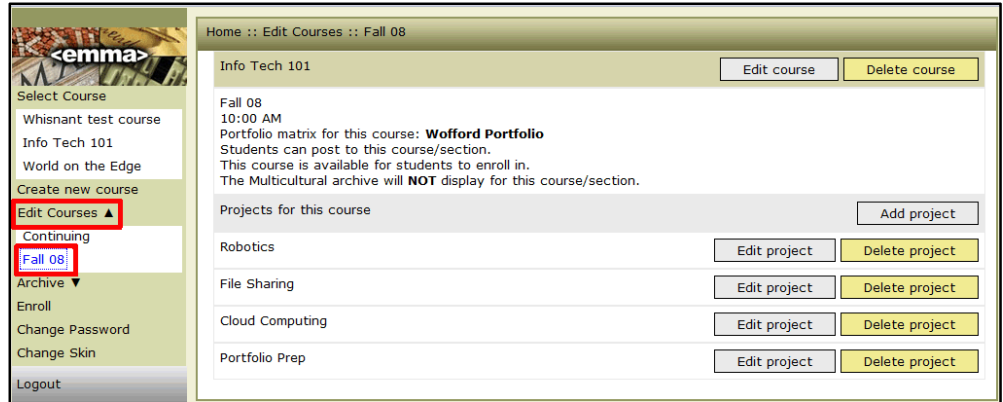 <emma>
Select Course
Whisnant test course
Info Tech 101
World on the Edge
Create new course
Edit Courses ▲
Continuing
Fall 08
Archive ▼
Enroll
Change Password
Change Skin
Logout
Home :: Edit Courses :: Fall 08
Info Tech 101 Edit course Delete course
Fall 08
10:00 AM
Portfolio matrix for this course: Wofford Portfolio
Students can post to this course/section.
This course is available for students to enroll in.
The Multicultural archive will NOT display for this course/section.
Projects for this course Add project
Robotics Edit project Delete project
File Sharing Edit project Delete project
Cloud Computing Edit project Delete project
Portfolio Prep Edit project Delete project